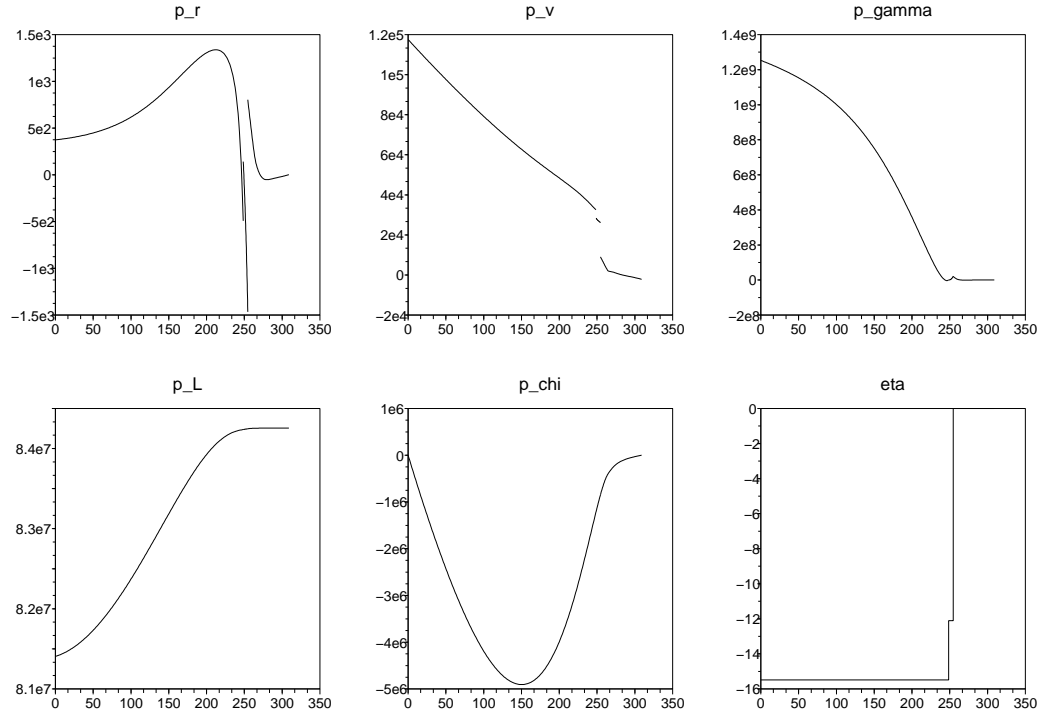 p_r
p_v
p_gamma
1.5e3
1e3
5e2
0
−5e2
−1e3
−1.5e3
0 50 100 150 200 250 300 350
1.2e5
1e5
8e4
6e4
4e4
2e4
0
−2e4
0 50 100 150 200 250 300 350
1.4e9
1.2e9
1e9
8e8
6e8
4e8
2e8
0
−2e8
0 50 100 150 200 250 300 350
p_L
p_chi
eta
8.4e7
8.3e7
8.2e7
8.1e7
0 50 100 150 200 250 300 350
1e6
0
−1e6
−2e6
−3e6
−4e6
−5e6
0 50 100 150 200 250 300 350
0
−2
−4
−6
−8
−10
−12
−14
−16
0 50 100 150 200 250 300 350